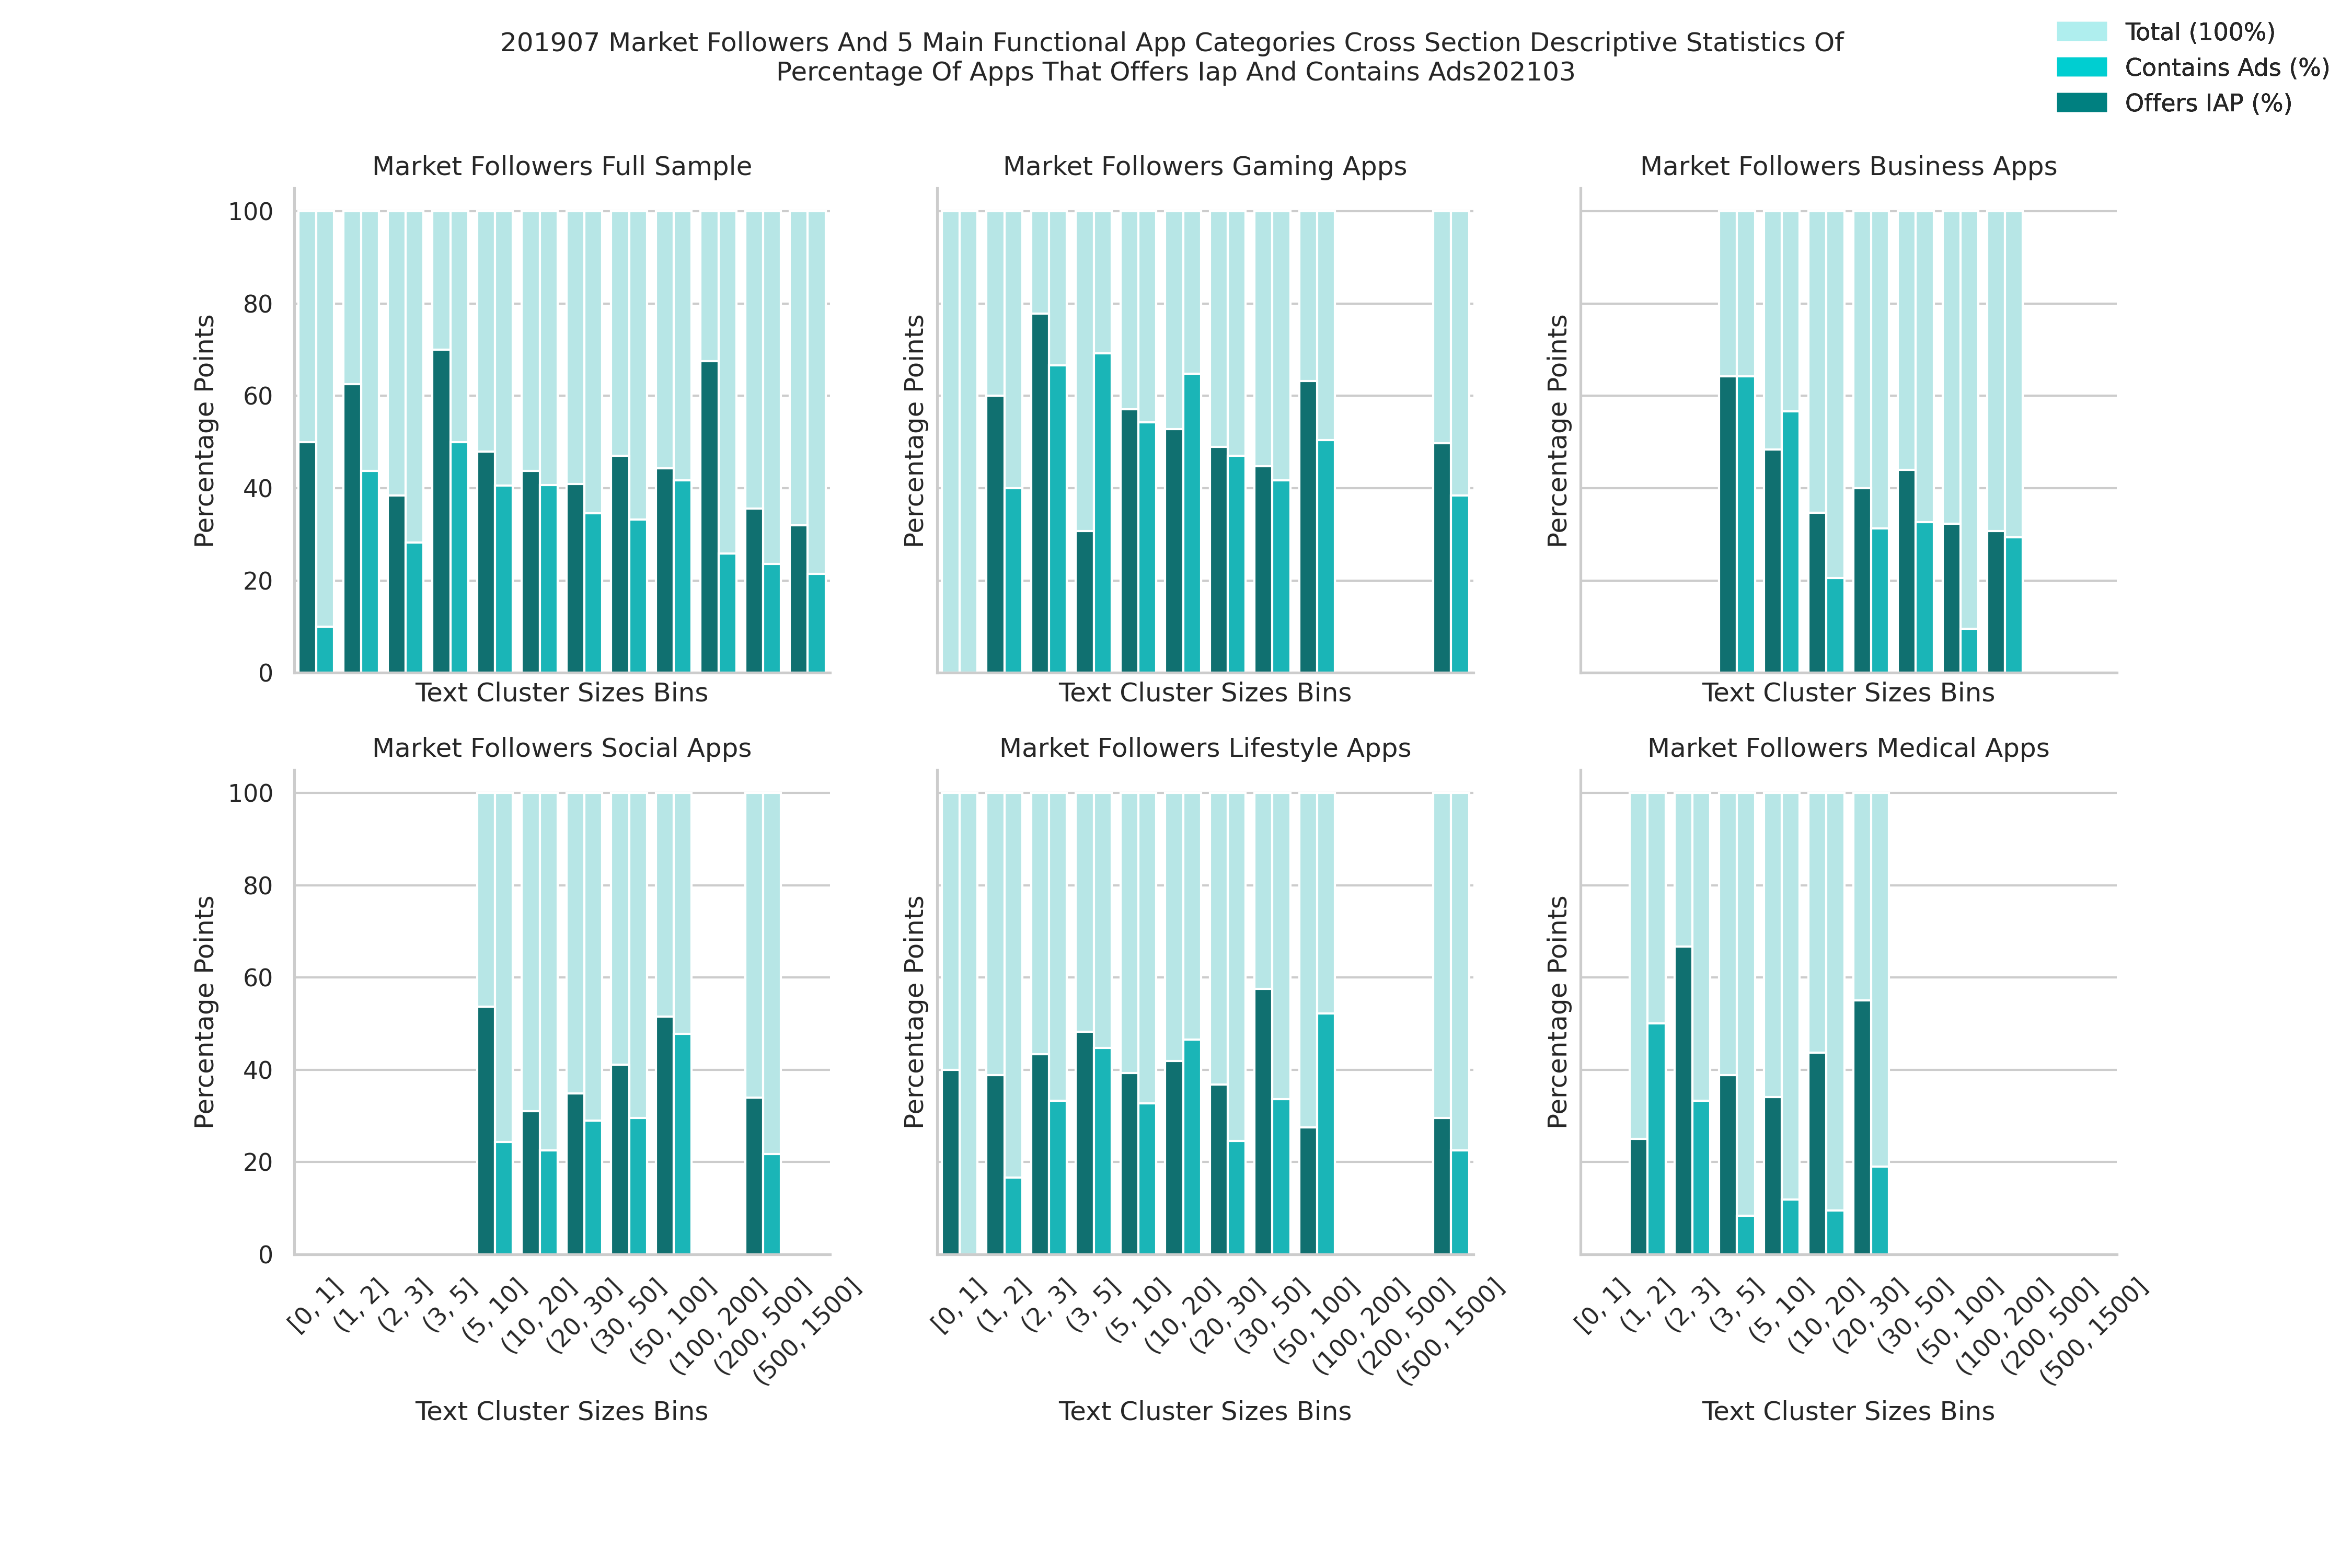 201907 Market Followers And 5 Main Functional App Categories Cross Section Descriptive Statistics Of
Percentage Of Apps That Offers Iap And Contains Ads202103
Total (100%)
Contains Ads (%)
Offers IAP (%)
Market Followers Full Sample
Market Followers Gaming Apps
Market Followers Business Apps
100
80
60
40
20
0
Percentage Points
Percentage Points
Percentage Points
Text Cluster Sizes Bins
Text Cluster Sizes Bins
Text Cluster Sizes Bins
Market Followers Social Apps
Market Followers Lifestyle Apps
Market Followers Medical Apps
100
80
60
40
20
0
Percentage Points
Percentage Points
Percentage Points
[0, 1]
(1, 2]
(2, 3]
(3, 5]
(5, 10]
(10, 20]
(20, 30]
(30, 50]
(50, 100]
(100, 200]
(200, 500]
(500, 1500]
[0, 1]
(1, 2]
(2, 3]
(3, 5]
(5, 10]
(10, 20]
(20, 30]
(30, 50]
(50, 100]
(100, 200]
(200, 500]
(500, 1500]
[0, 1]
(1, 2]
(2, 3]
(3, 5]
(5, 10]
(10, 20]
(20, 30]
(30, 50]
(50, 100]
(100, 200]
(200, 500]
(500, 1500]
Text Cluster Sizes Bins
Text Cluster Sizes Bins
Text Cluster Sizes Bins